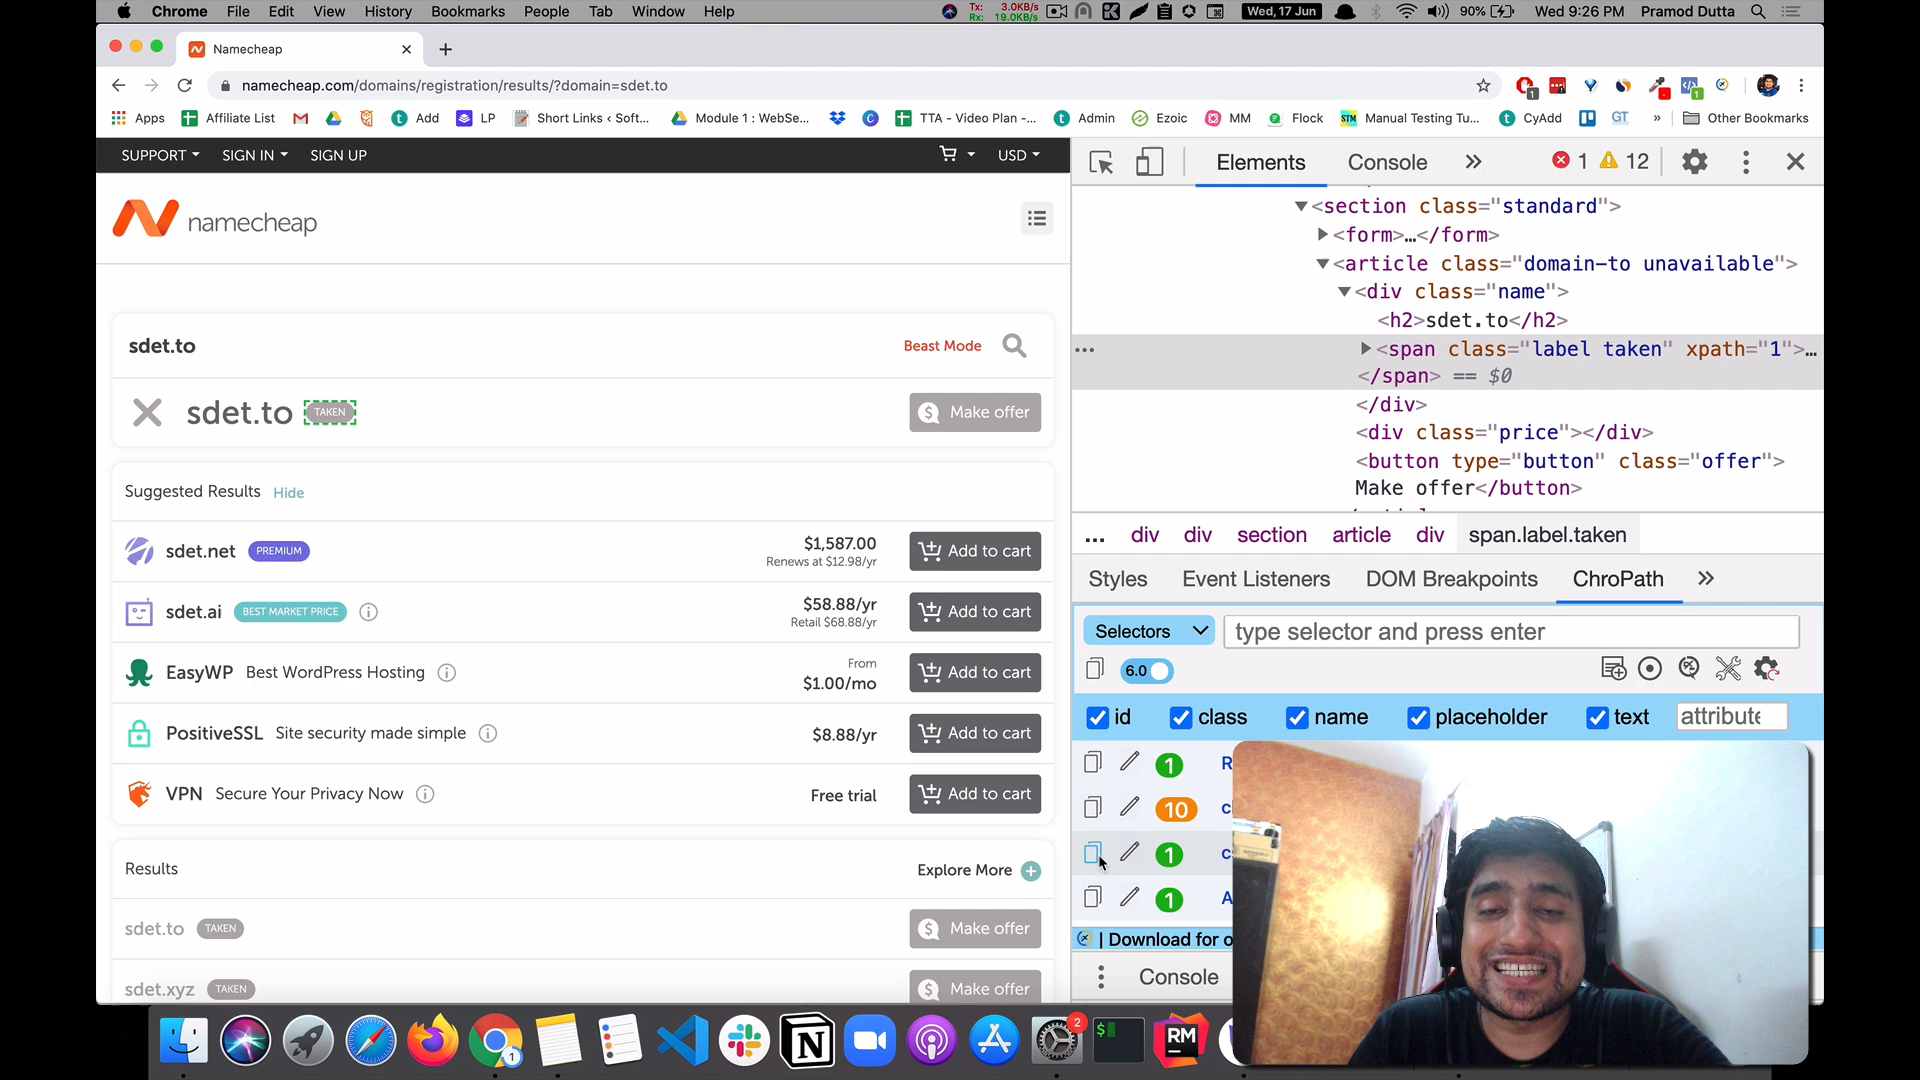 Chrome File Edit View History Bookmarks People Tab Window Help
Tx: 3.0KB/s
Rx: 19.0KB/s
Wed, 17 Jun
90%
Wed 9:26 PM Pramod Dutta
Namecheap
namecheap.com/domains/registration/results/?domain=sdet.to
Apps Affiliate List Add LP Short Links ‹ Soft... Module 1 : WebSe... TTA - Video Plan -... Admin Ezoic MM Flock STM Manual Testing Tu... CyAdd GT » Other Bookmarks
SUPPORT SIGN IN SIGN UP USD
namecheap
sdet.to Beast Mode
sdet.to TAKEN Make offer
Suggested Results Hide
sdet.net PREMIUM $1,587.00 Add to cart
Renews at $12.98/yr
sdet.ai BEST MARKET PRICE $58.88/yr Add to cart
Retail $68.88/yr
EasyWP Best WordPress Hosting From $1.00/mo Add to cart
PositiveSSL Site security made simple $8.88/yr Add to cart
VPN Secure Your Privacy Now Free trial Add to cart
Results Explore More
sdet.to TAKEN Make offer
sdet.xyz TAKEN Make offer
Elements Console » 1 12
<section class="standard">
<form>…</form>
<article class="domain-to unavailable">
<div class="name">
<h2>sdet.to</h2>
<span class="label taken" xpath="1">…
</span> == $0
</div>
<div class="price"></div>
<button type="button" class="offer">
Make offer</button>
... div div section article div span.label.taken
Styles Event Listeners DOM Breakpoints ChroPath »
Selectors type selector and press enter
6.0
id class name placeholder text attribute
1 R
10 c
1 c
1 A
| Download for o
Console
1
2
RM